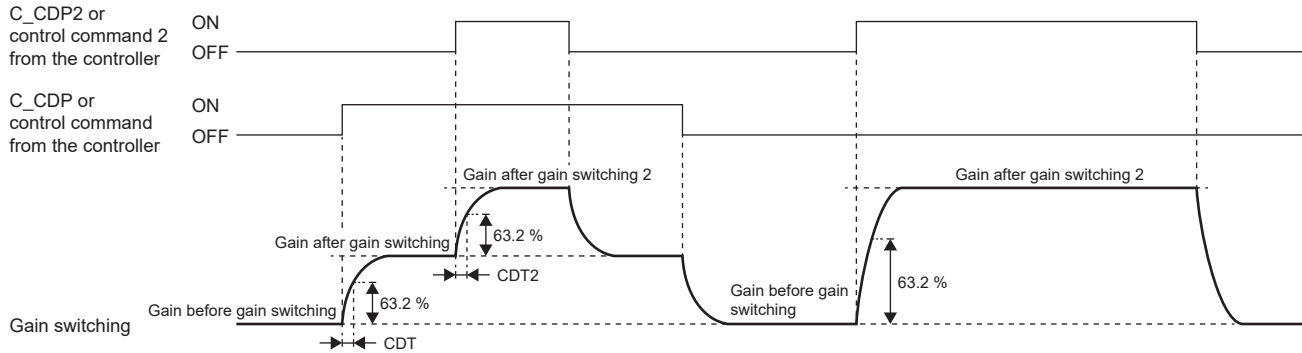 C_CDP2 or
control command 2
from the controller
ON
OFF
C_CDP or
control command
from the controller
ON
OFF
Gain after gain switching 2
Gain after gain switching 2
63.2 %
Gain after gain switching
CDT2
Gain before gain
switching
63.2 %
63.2 %
Gain before gain switching
Gain switching
CDT